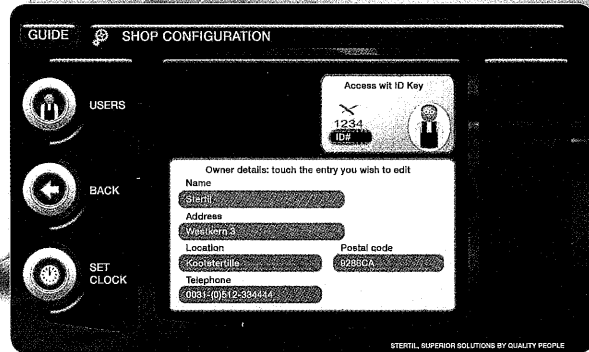 GUIDE SHOP CONFIGURATION
Access wit ID Key
1234
ID#
USERS
Owner details: touch the entry you wish to edit
Name
Stertil
Address
Westkern 3
BACK
Location Postal code
Kootstertille 9288CA
Telephone
0031-(0)512-334444
SET
CLOCK
STERTIL, SUPERIOR SOLUTIONS BY QUALITY PEOPLE